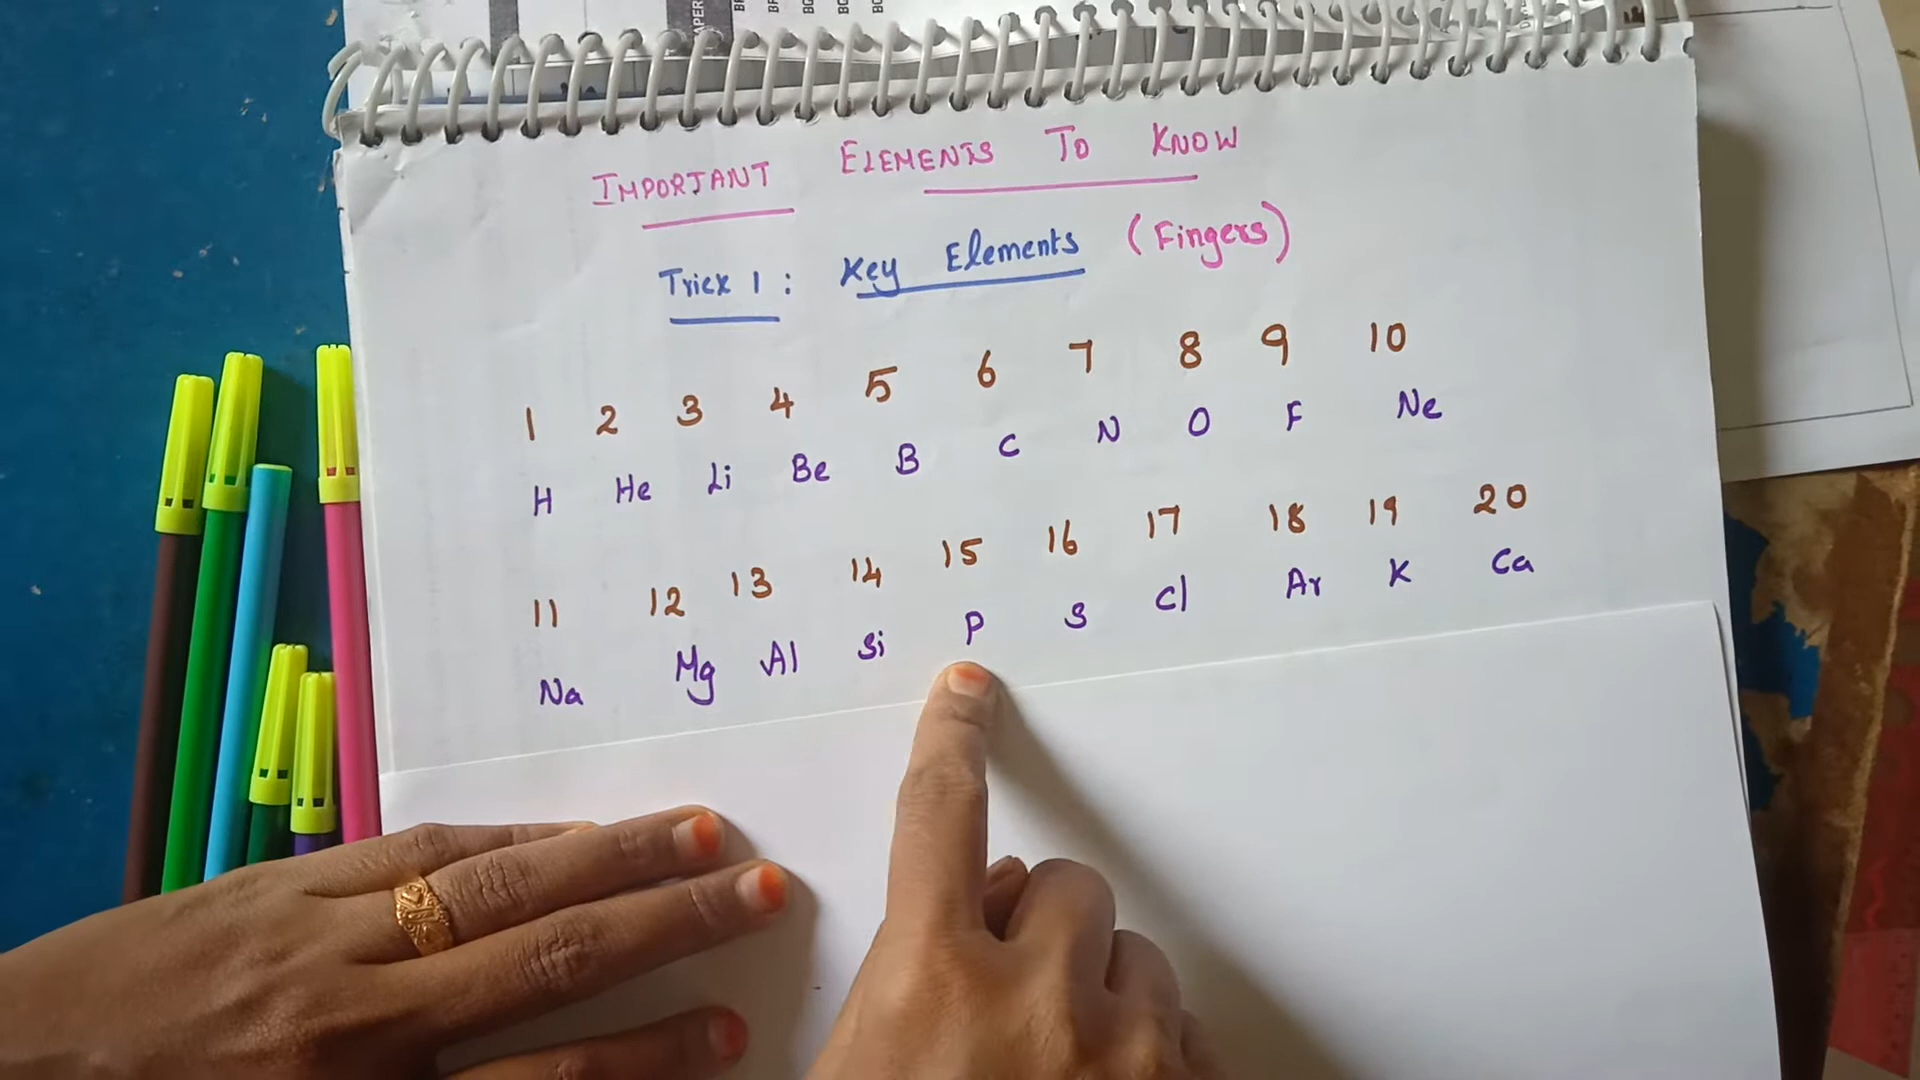 IMPORTANT ELEMENTS TO KNOW
Trick 1 : Key Elements (Fingers)
1 2 3 4 5 6 7 8 9 10
H He Li Be B C N O F Ne
11 12 13 14 15 16 17 18 19 20
Na Mg Al Si P S Cl Ar K Ca